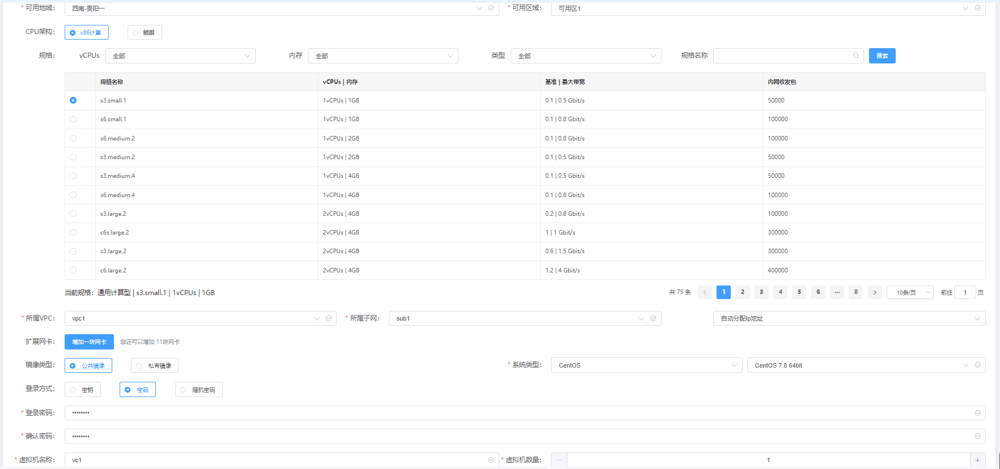 * 可用地域： 西南-贵阳一 * 可用区域： 可用区1
CPU架构： x86计算 鲲鹏
规格： vCPUs 全部 内存 全部 类型 全部 规格名称 搜索
规格名称 vCPUs | 内存 基准 | 最大带宽 内网收发包
s3.small.1 1vCPUs | 1GB 0.1 | 0.5 Gbit/s 50000
s6.small.1 1vCPUs | 1GB 0.1 | 0.8 Gbit/s 100000
s6.medium.2 1vCPUs | 2GB 0.1 | 0.8 Gbit/s 100000
s3.medium.2 1vCPUs | 2GB 0.1 | 0.5 Gbit/s 50000
s3.medium.4 1vCPUs | 4GB 0.1 | 0.5 Gbit/s 50000
s6.medium.4 1vCPUs | 4GB 0.1 | 0.8 Gbit/s 100000
s3.large.2 2vCPUs | 4GB 0.2 | 0.8 Gbit/s 100000
c6s.large.2 2vCPUs | 4GB 1 | 1 Gbit/s 300000
c3.large.2 2vCPUs | 4GB 0.6 | 1.5 Gbit/s 300000
c6.large.2 2vCPUs | 4GB 1.2 | 4 Gbit/s 400000
当前规格：通用计算型 | s3.small.1 | 1vCPUs | 1GB 共 75 条 < 1 2 3 4 5 6 ··· 8 > 10条/页 前往 1 页
* 所属VPC： vpc1 * 所属子网： sub1 自动分配Ip地址
扩展网卡： 增加一块网卡 您还可以增加 11块网卡
镜像类型： 公共镜像 私有镜像 * 系统类型： CentOS CentOS 7.8 64bit
登录方式： 密钥 密码 随机密码
* 登录密码： ••••••••
* 确认密码： ••••••••
* 虚拟机名称： vc1 * 虚拟机数量： − 1 +